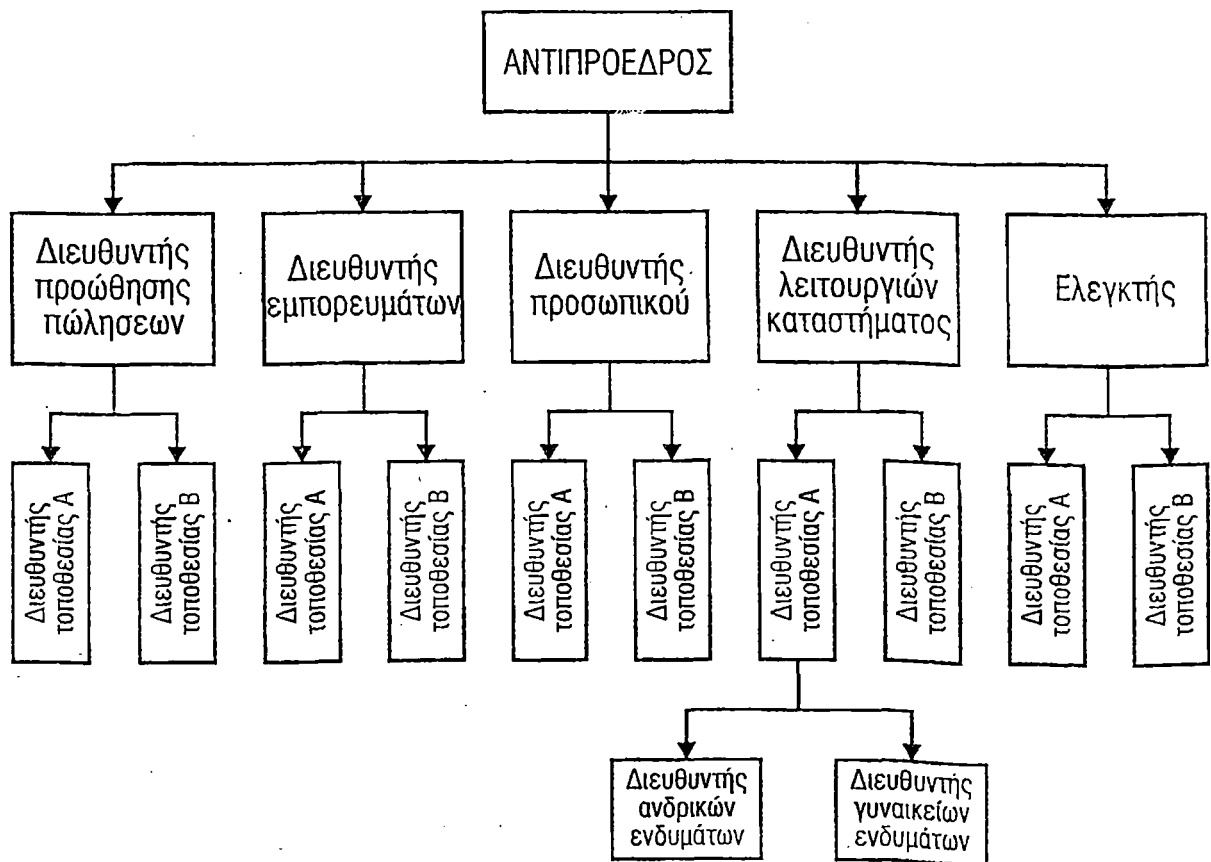 ΑΝΤΙΠΡΟΕΔΡΟΣ
Διευθυντής
προώθησης
πώλησεων
Διευθυντής
εμπορευμάτων
Διευθυντής
προσωπικού
Διευθυντής
λειτουργιών
καταστήματος
Ελεγκτής
Διευθυντής
τοποθεσίας Α
Διευθυντής
τοποθεσίας Β
Διευθυντής
τοποθεσίας Α
Διευθυντής
τοποθεσίας Β
Διευθυντής
τοποθεσίας Α
Διευθυντής
τοποθεσίας Β
Διευθυντής
τοποθεσίας Α
Διευθυντής
τοποθεσίας Β
Διευθυντής
τοποθεσίας Α
Διευθυντής
τοποθεσίας Β
Διευθυντής
ανδρικών
ενδυμάτων
Διευθυντής
γυναικείων
ενδυμάτων